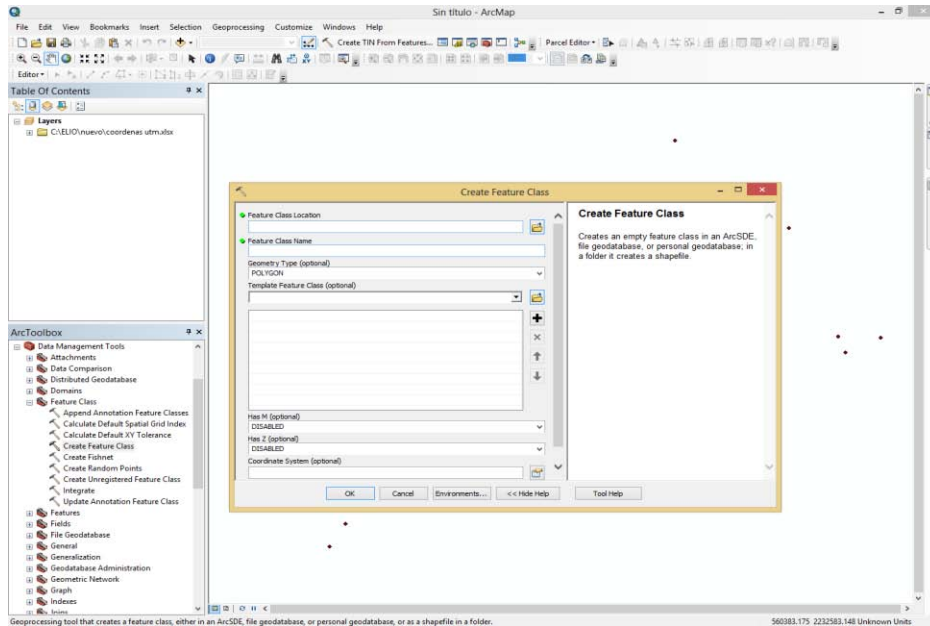 Sin título - ArcMap
File Edit View Bookmarks Insert Selection Geoprocessing Customize Windows Help
Create TIN From Features...
Parcel Editor
Editor
Table Of Contents
Layers
C:\ELIO\nuevo\coordenas utm.xlsx
ArcToolbox
Data Management Tools
Attachments
Data Comparison
Distributed Geodatabase
Domains
Feature Class
Append Annotation Feature Classes
Calculate Default Spatial Grid Index
Calculate Default XY Tolerance
Create Feature Class
Create Fishnet
Create Random Points
Create Unregistered Feature Class
Integrate
Update Annotation Feature Class
Features
Fields
File Geodatabase
General
Generalization
Geodatabase Administration
Geometric Network
Graph
Indexes
Joins
Create Feature Class
Feature Class Location
Feature Class Name
Geometry Type (optional)
POLYGON
Template Feature Class (optional)
Has M (optional)
DISABLED
Has Z (optional)
DISABLED
Coordinate System (optional)
OK Cancel Environments... << Hide Help Tool Help
Create Feature Class
Creates an empty feature class in an ArcSDE,
file geodatabase, or personal geodatabase; in
a folder it creates a shapefile.
Geoprocessing tool that creates a feature class, either in an ArcSDE, file geodatabase, or personal geodatabase, or as a shapefile in a folder.
560383.175 2232583.148 Unknown Units